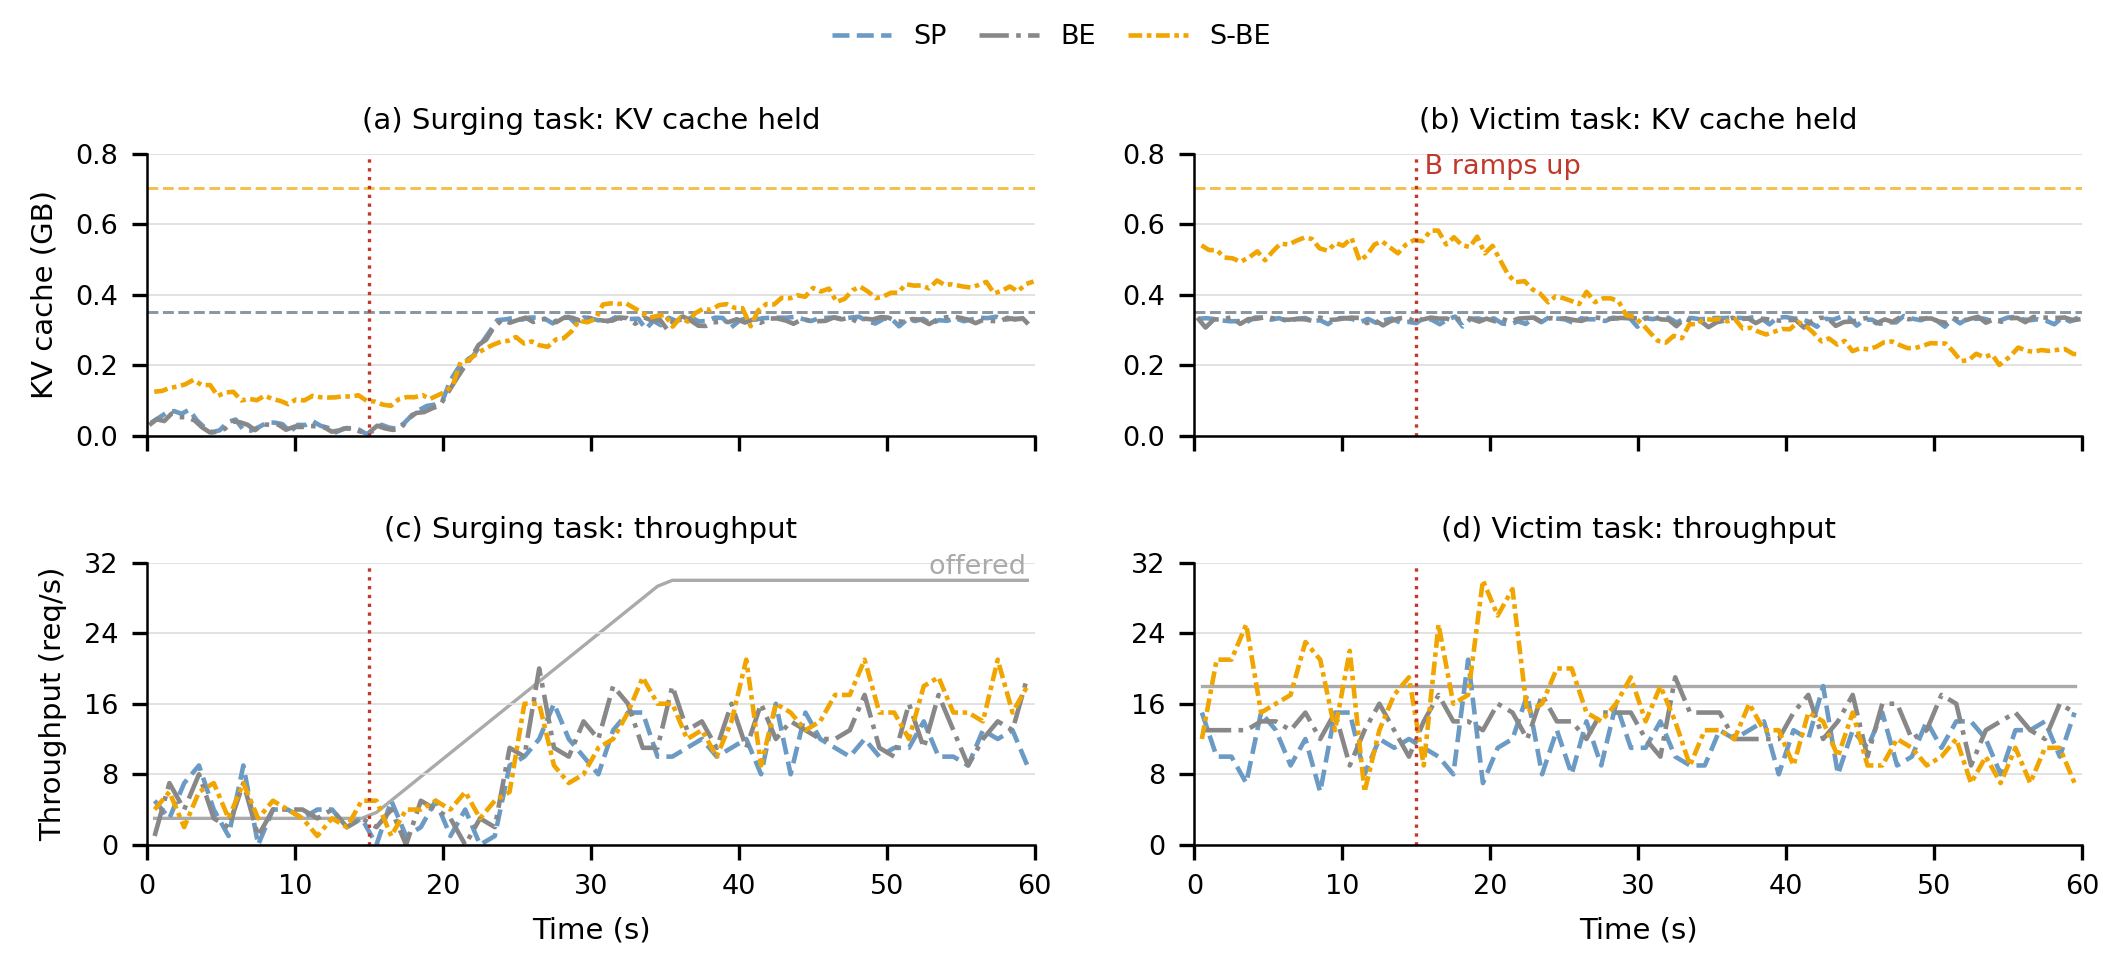 SP BE S-BE
(a) Surging task: KV cache held
(b) Victim task: KV cache held
KV cache (GB)
0.8
0.6
0.4
0.2
0.0
0.8
0.6
0.4
0.2
0.0
B ramps up
(c) Surging task: throughput
(d) Victim task: throughput
Throughput (req/s)
32
24
16
8
0
offered
0 10 20 30 40 50 60
Time (s)
32
24
16
8
0
0 10 20 30 40 50 60
Time (s)